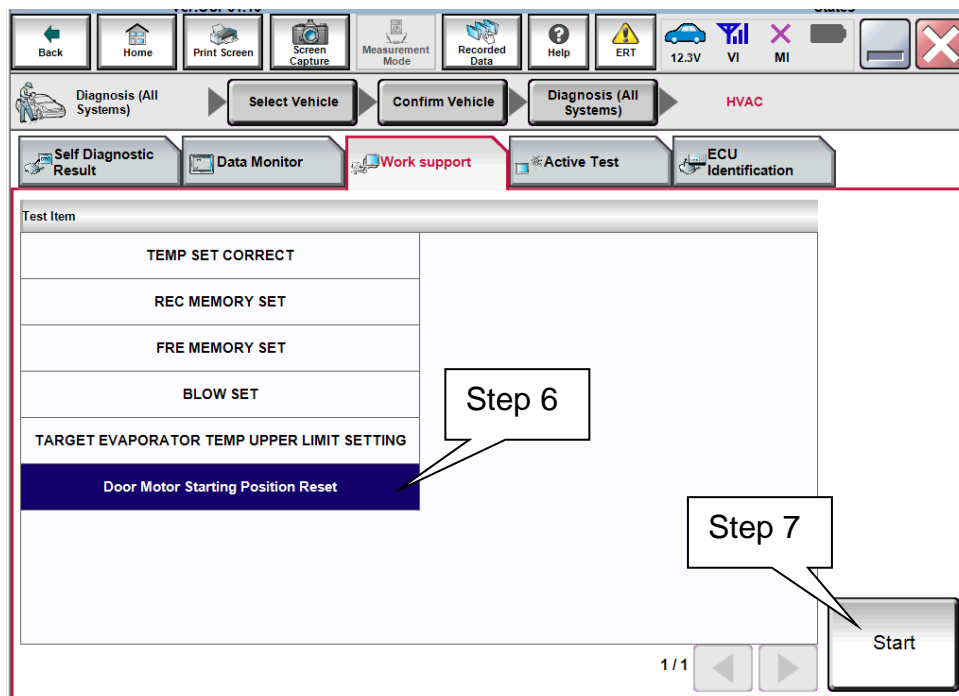 Back
Home
Print Screen
Screen
Capture
Measurement
Mode
Recorded
Data
Help
ERT
12.3V
VI
MI
Diagnosis (All
Systems)
Select Vehicle
Confirm Vehicle
Diagnosis (All
Systems)
HVAC
Self Diagnostic
Result
Data Monitor
Work support
Active Test
ECU
Identification
Test Item
TEMP SET CORRECT
REC MEMORY SET
FRE MEMORY SET
BLOW SET
TARGET EVAPORATOR TEMP UPPER LIMIT SETTING
Door Motor Starting Position Reset
Step 6
Step 7
Start
1/1